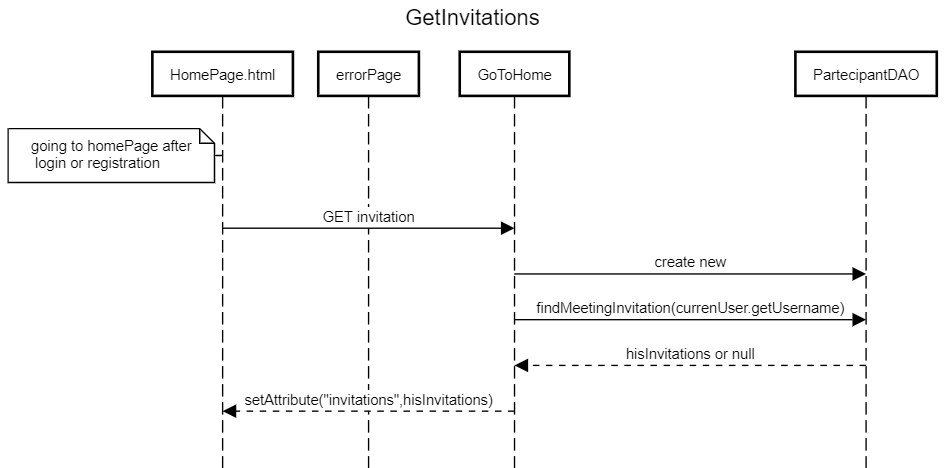 GetInvitations
HomePage.html
errorPage
GoToHome
PartecipantDAO
going to homePage after
login or registration
GET invitation
create new
findMeetingInvitation(currenUser.getUsername)
hisInvitations or null
setAttribute("invitations",hisInvitations)